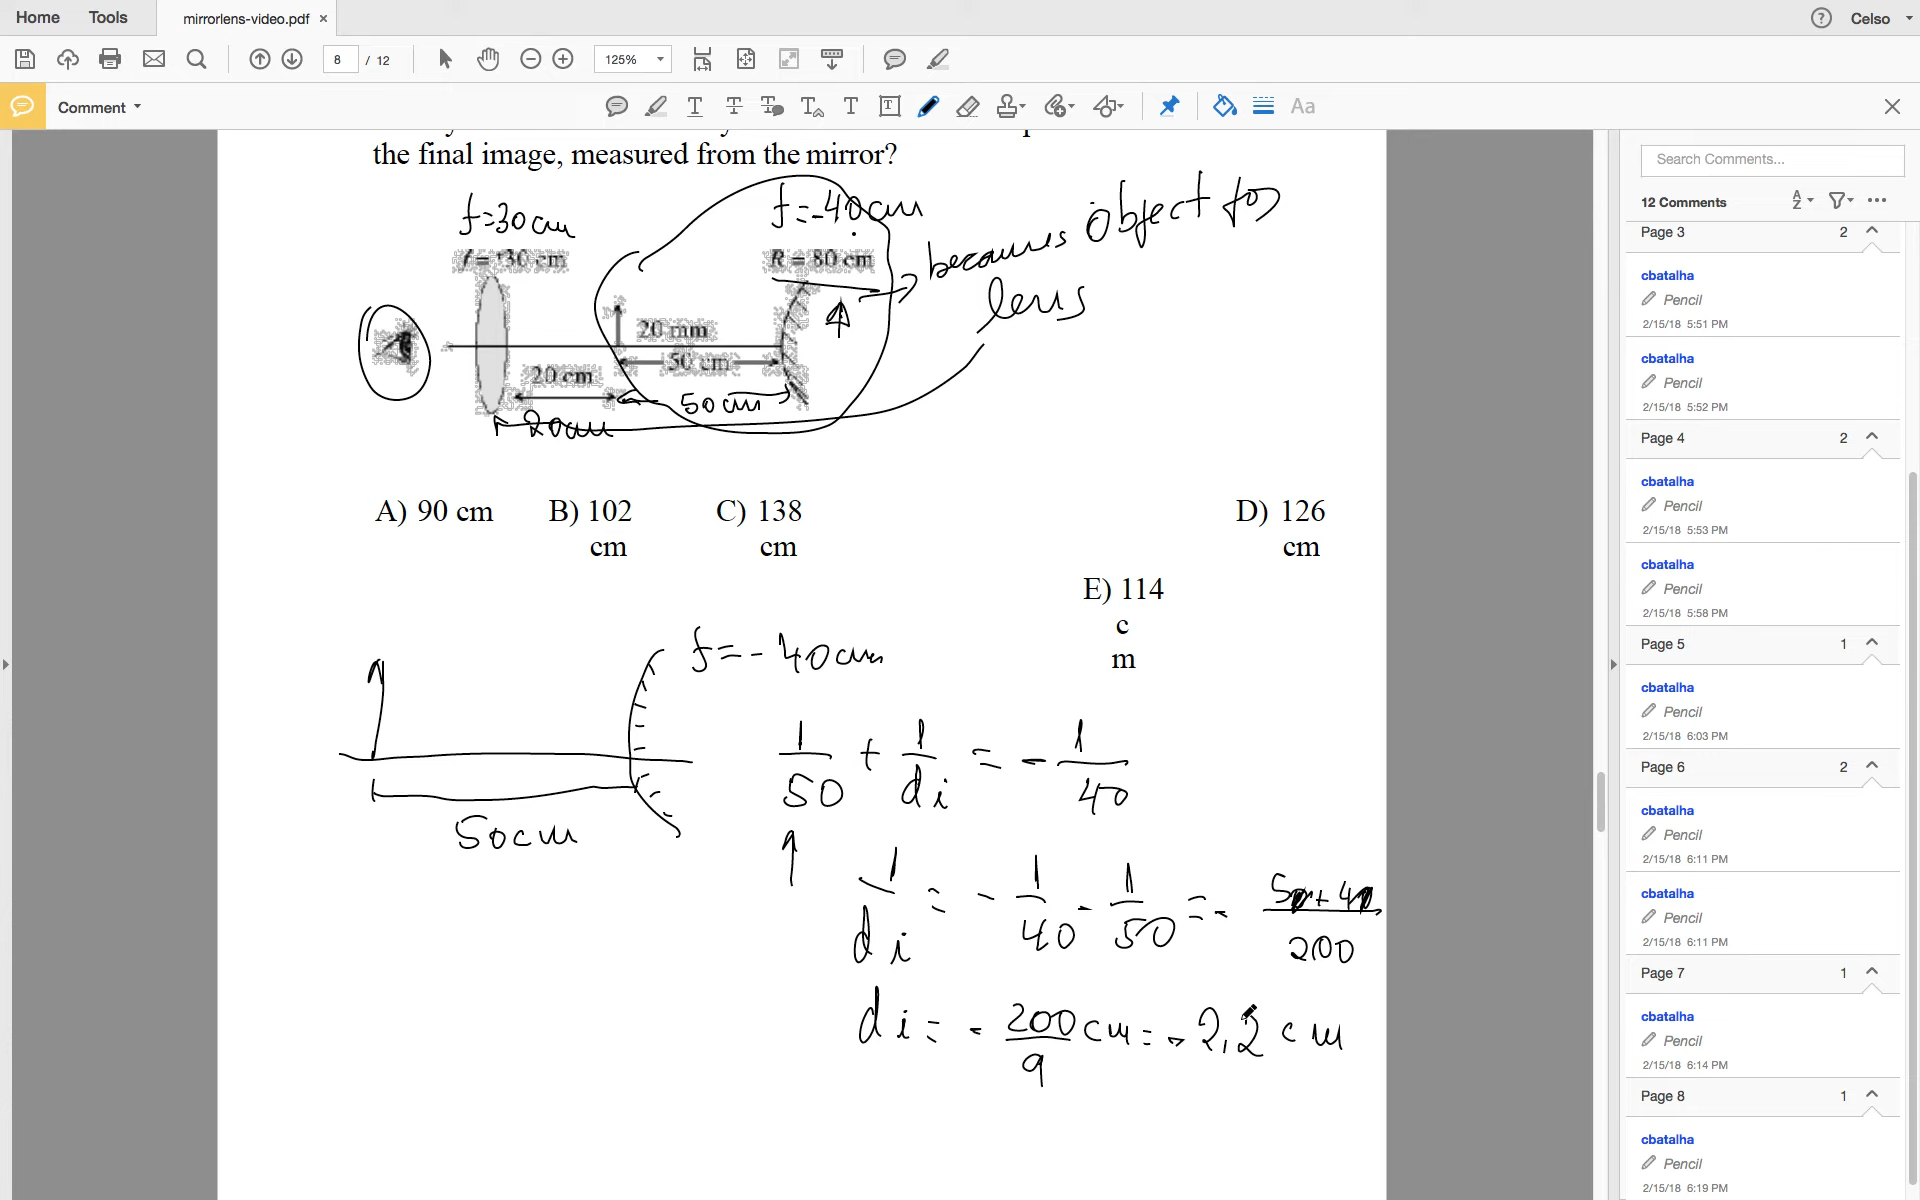 Home Tools mirrorlens-video.pdf × Celso
8 / 12 125%
Comment Aa
the final image, measured from the mirror?
f=30cm f=-40cm becomes object for
f = +30 cm R = 80 cm lens
20 mm
50 cm
20 cm
50cm
20cm
A) 90 cm B) 102 C) 138 D) 126
cm cm cm
E) 114
c
m
f=-40cm
1/50 + 1/di = - 1/40
50cm
1/di = - 1/40 - 1/50 = - 5+4/200
di = - 200/9 cm = - 2,2 cm
Search Comments...
12 Comments
Page 3 2
cbatalha
Pencil
2/15/18 5:51 PM
cbatalha
Pencil
2/15/18 5:52 PM
Page 4 2
cbatalha
Pencil
2/15/18 5:53 PM
cbatalha
Pencil
2/15/18 5:58 PM
Page 5 1
cbatalha
Pencil
2/15/18 6:03 PM
Page 6 2
cbatalha
Pencil
2/15/18 6:11 PM
cbatalha
Pencil
2/15/18 6:11 PM
Page 7 1
cbatalha
Pencil
2/15/18 6:14 PM
Page 8 1
cbatalha
Pencil
2/15/18 6:19 PM